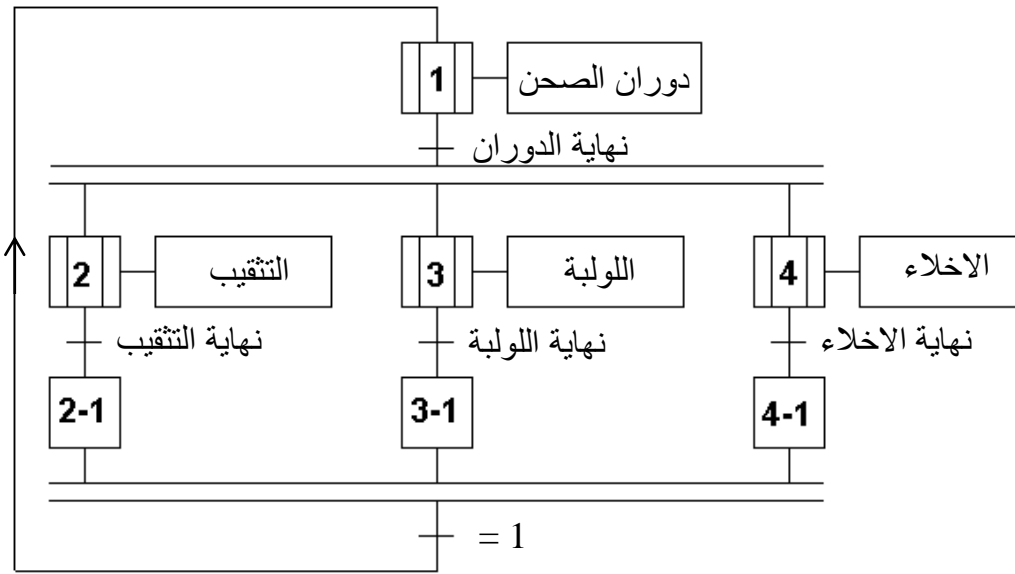 1 دوران الصحن
نهاية الدوران
2 التثقيب
3 اللولبة
4 الاخلاء
نهاية التثقيب
نهاية اللولبة
نهاية الاخلاء
2-1
3-1
4-1
= 1